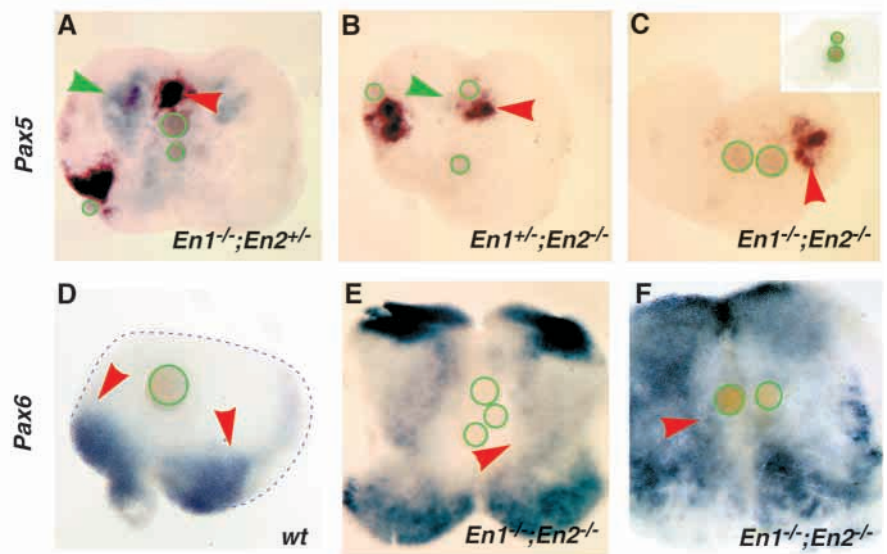 A B C
Pax5
En1-/-;En2+/- En1+/-;En2-/- En1-/-;En2-/-
D E F
Pax6
wt En1-/-;En2-/- En1-/-;En2-/-